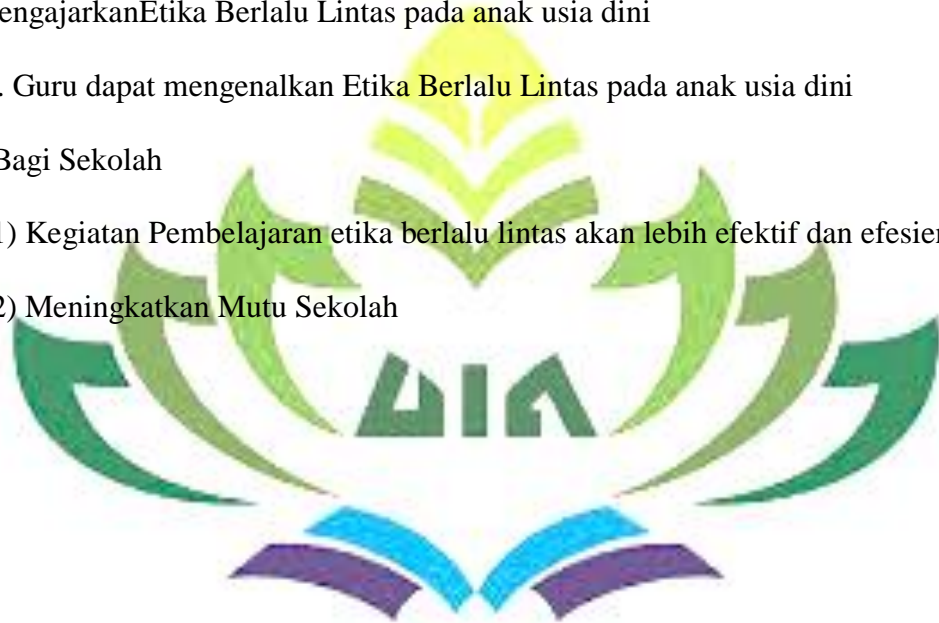 engajarkanEtika Berlalu Lintas pada anak usia dini
. Guru dapat mengenalkan Etika Berlalu Lintas pada anak usia dini
Bagi Sekolah
1) Kegiatan Pembelajaran etika berlalu lintas akan lebih efektif dan efesien
2) Meningkatkan Mutu Sekolah
UIN